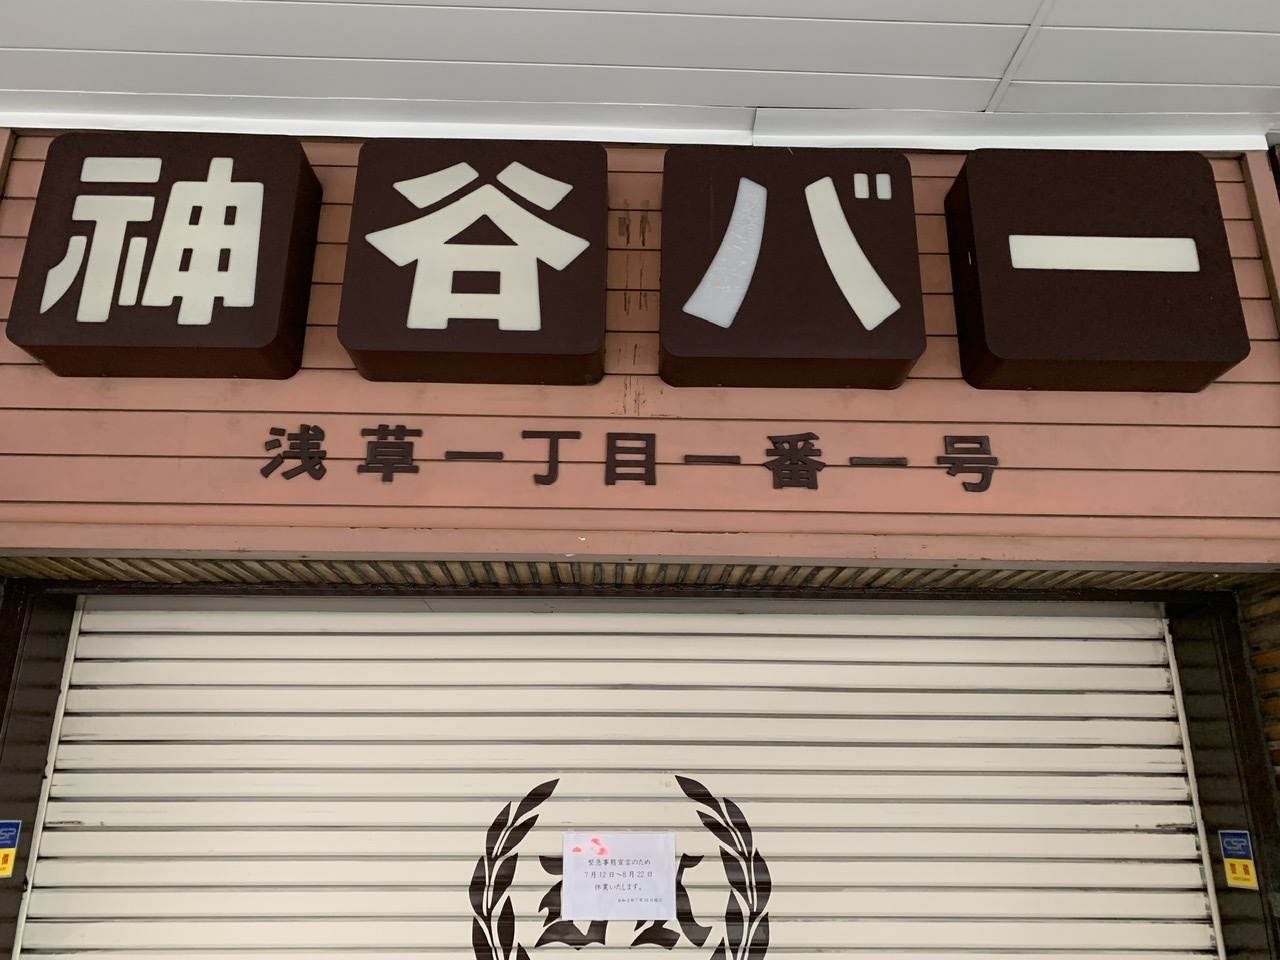 神谷バー
浅草一丁目一番一号
緊急事態宣言のため
7月12日〜8月22日
休業いたします。
CSP
CSP